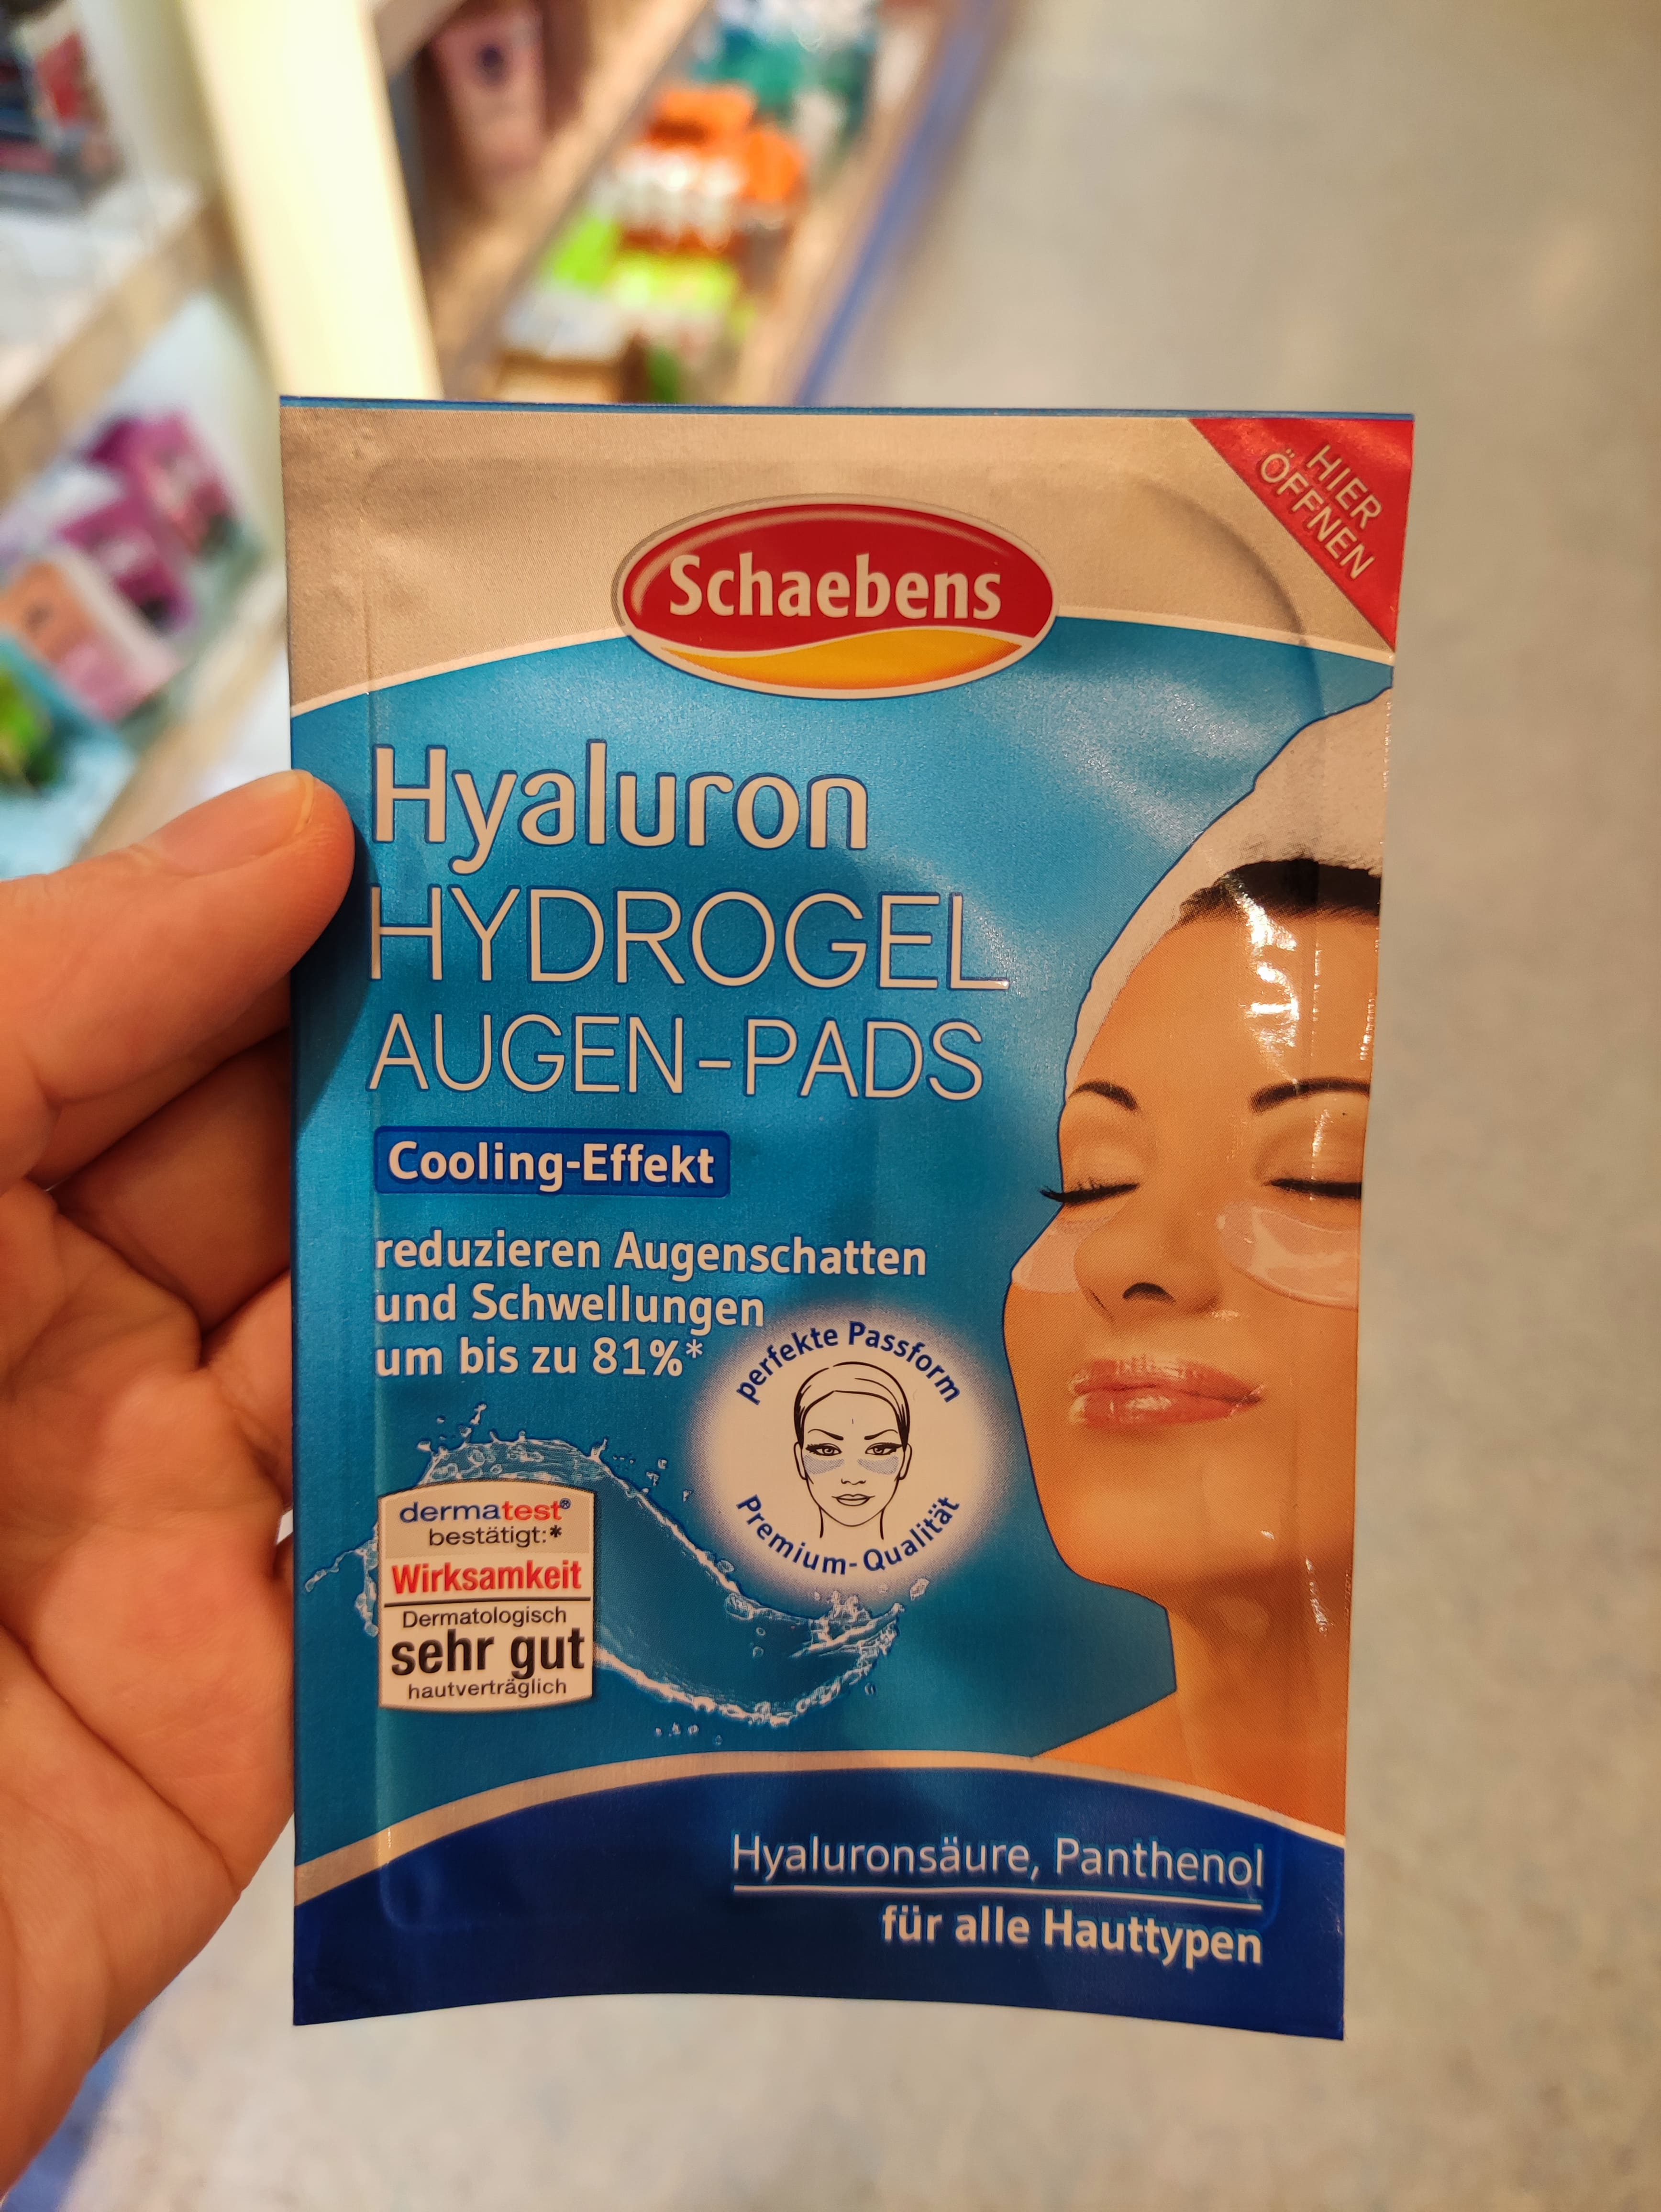 HIER
ÖFFNEN
Schaebens
Hyaluron
HYDROGEL
AUGEN-PADS
Cooling-Effekt
reduzieren Augenschatten
und Schwellungen
um bis zu 81%*
perfekte Passform
Premium-Qualität
dermatest®
bestätigt:*
Wirksamkeit
Dermatologisch
sehr gut
hautverträglich
Hyaluronsäure, Panthenol
für alle Hauttypen